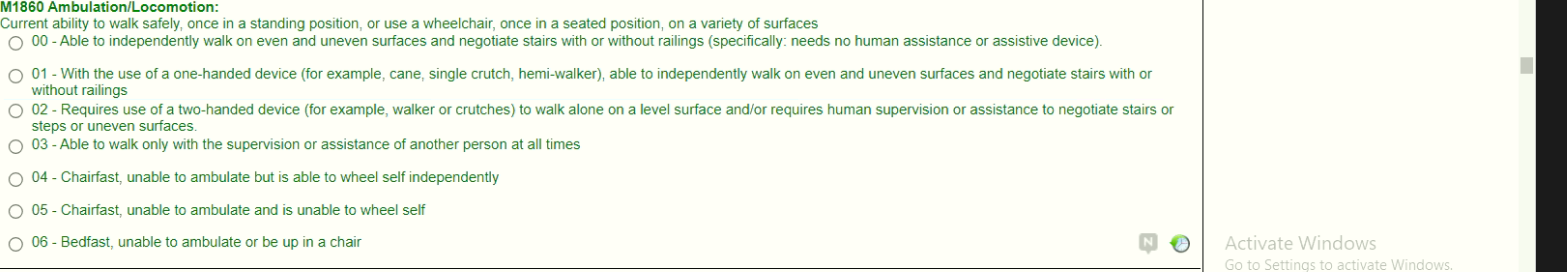 M1860 Ambulation/Locomotion:
Current ability to walk safely, once in a standing position, or use a wheelchair, once in a seated position, on a variety of surfaces
00 - Able to independently walk on even and uneven surfaces and negotiate stairs with or without railings (specifically: needs no human assistance or assistive device).
01 - With the use of a one-handed device (for example, cane, single crutch, hemi-walker), able to independently walk on even and uneven surfaces and negotiate stairs with or
without railings
02 - Requires use of a two-handed device (for example, walker or crutches) to walk alone on a level surface and/or requires human supervision or assistance to negotiate stairs or
steps or uneven surfaces.
03 - Able to walk only with the supervision or assistance of another person at all times
04 - Chairfast, unable to ambulate but is able to wheel self independently
05 - Chairfast, unable to ambulate and is unable to wheel self
06 - Bedfast, unable to ambulate or be up in a chair
N
Activate Windows
Go to Settings to activate Windows.